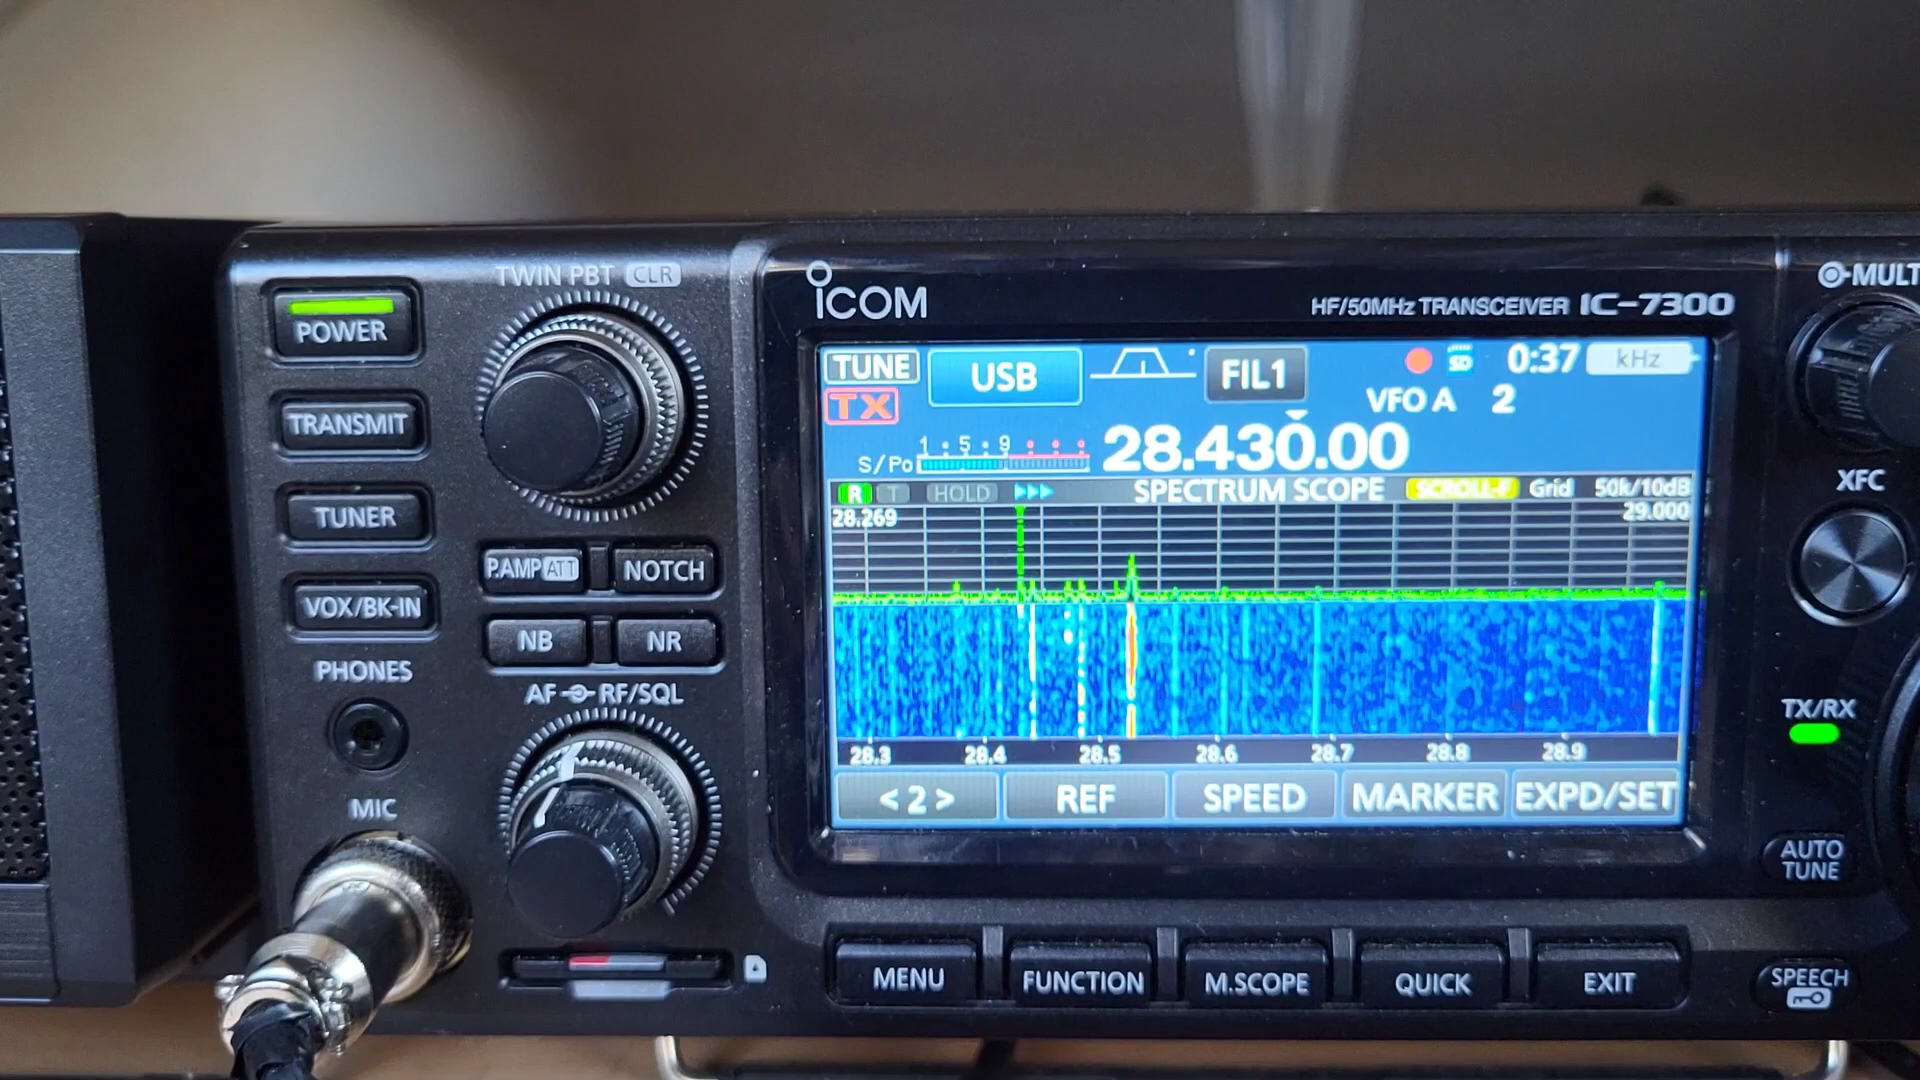 TWIN PBT CLR
POWER
TRANSMIT
TUNER
P.AMP ATT
NOTCH
VOX/BK-IN
NB
NR
PHONES
AF RF/SQL
MIC
ICOM
HF/50MHz TRANSCEIVER IC-7300
TUNE
USB
FIL1
SD
0:37
kHz
TX
VFO A 2
1 5 9
S/Po
28.430.00
R T HOLD
SPECTRUM SCOPE
SCROLL-F Grid 50k/10dB
28.269
29.000
28.3 28.4 28.5 28.6 28.7 28.8 28.9
<2> REF SPEED MARKER EXPD/SET
MENU FUNCTION M.SCOPE QUICK EXIT
MULT
XFC
TX/RX
AUTO
TUNE
SPEECH